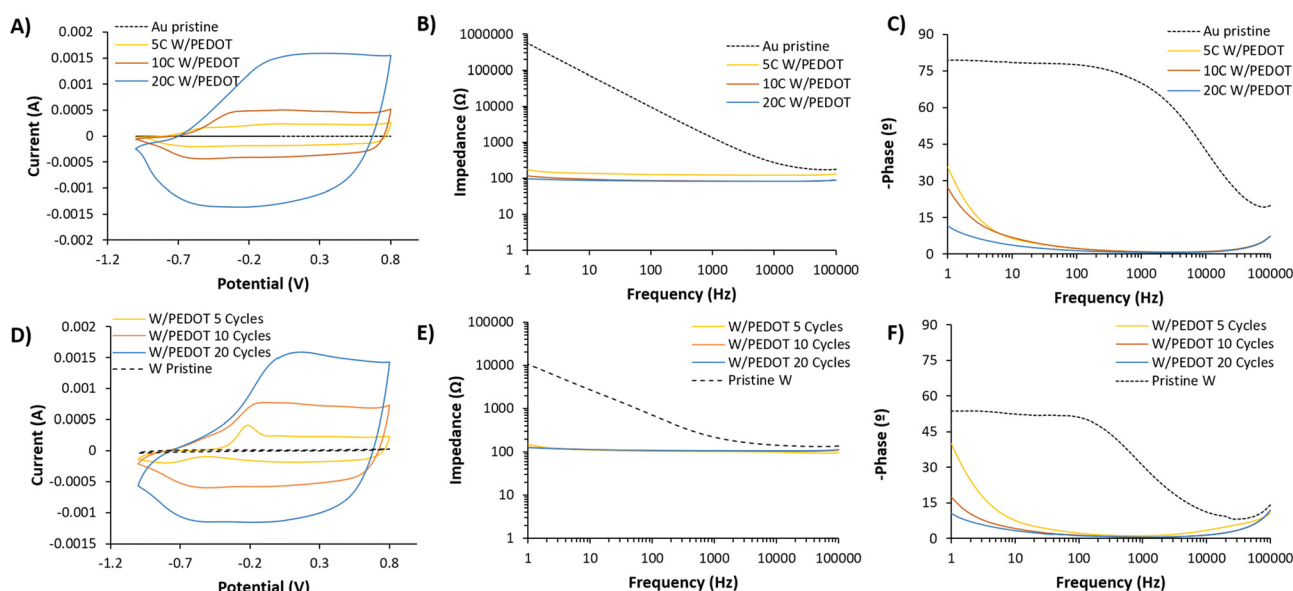 A)
Au pristine
5C W/PEDOT
10C W/PEDOT
20C W/PEDOT
0.002
0.0015
0.001
0.0005
0
-0.0005
-0.001
-0.0015
-0.002
Current (A)
-1.2
-0.7
-0.2
0.3
0.8
Potential (V)
B)
Au pristine
5C W/PEDOT
10C W/PEDOT
20C W/PEDOT
1000000
100000
10000
1000
100
10
1
Impedance (Ω)
1
10
100
1000
10000
100000
Frequency (Hz)
C)
Au pristine
5C W/PEDOT
10C W/PEDOT
20C W/PEDOT
90
75
60
45
30
15
0
-Phase (º)
1
10
100
1000
10000
100000
Frequency (Hz)
D)
W/PEDOT 5 Cycles
W/PEDOT 10 Cycles
W/PEDOT 20 Cycles
W Pristine
0.002
0.0015
0.001
0.0005
0
-0.0005
-0.001
-0.0015
Current (A)
-1.2
-0.7
-0.2
0.3
0.8
Potential (V)
E)
W/PEDOT 5 Cycles
W/PEDOT 10 Cycles
W/PEDOT 20 Cycles
Pristine W
100000
10000
1000
100
10
1
Impedance (Ω)
1
10
100
1000
10000
100000
Frequency (Hz)
F)
W/PEDOT 5 Cycles
W/PEDOT 10 Cycles
W/PEDOT 20 Cycles
Pristine W
90
75
60
45
30
15
0
-Phase (º)
1
10
100
1000
10000
100000
Frequency (Hz)